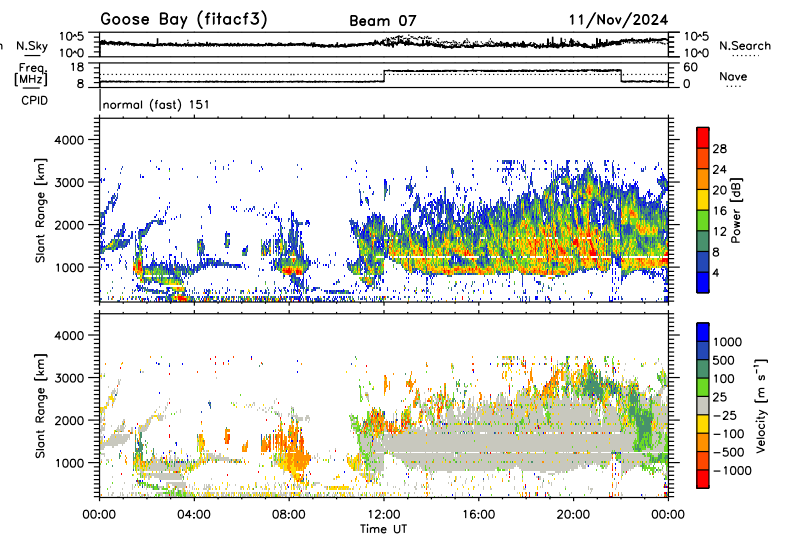 Goose Bay (fitacf3) Beam 07 11/Nov/2024
n N.Sky 10^5 10^5 N.Search
10^0 10^0
Freq. 18 60 Nave
[MHz] 8 0
CPID normal (fast) 151
4000
3000
2000
1000
Slant Range [km]
28
24
20
16
12
8
4
Power [dB]
4000
3000
2000
1000
Slant Range [km]
1000
500
100
25
-25
-100
-500
-1000
Velocity [m s⁻¹]
00:00 04:00 08:00 12:00 16:00 20:00 00:00
Time UT